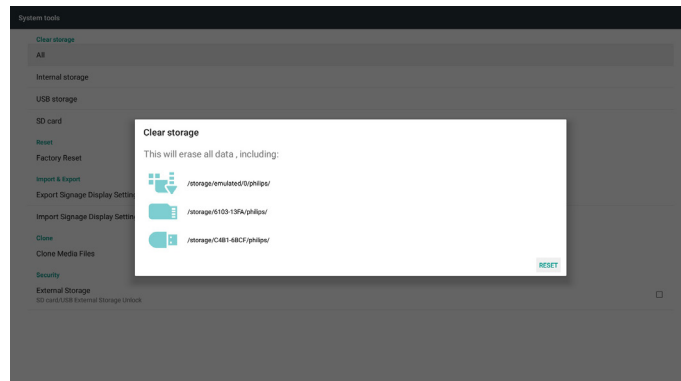 System tools
Clear storage
All
Internal storage
USB storage
SD card
Reset
Factory Reset
Import & Export
Export Signage Display Setting
Import Signage Display Settin
Clone
Clone Media Files
Security
External Storage
SD card/USB External Storage Unlock
Clear storage
This will erase all data , including:
/storage/emulated/0/philips/
/storage/6103-13FA/philips/
/storage/C4B1-6BCF/philips/
RESET